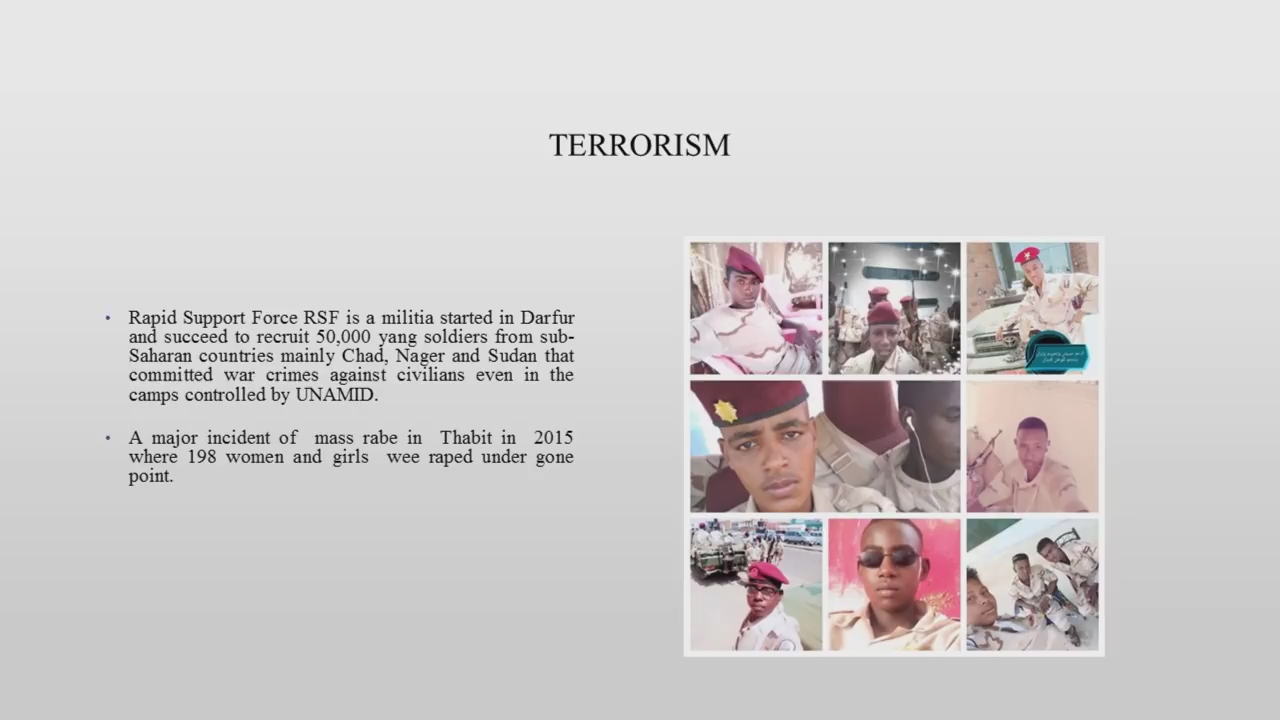 TERRORISM
• Rapid Support Force RSF is a militia started in Darfur
and succeed to recruit 50,000 yang soldiers from sub-
Saharan countries mainly Chad, Nager and Sudan that
committed war crimes against civilians even in the
camps controlled by UNAMID.
• A major incident of mass rabe in Thabit in 2015
where 198 women and girls wee raped under gone
point.